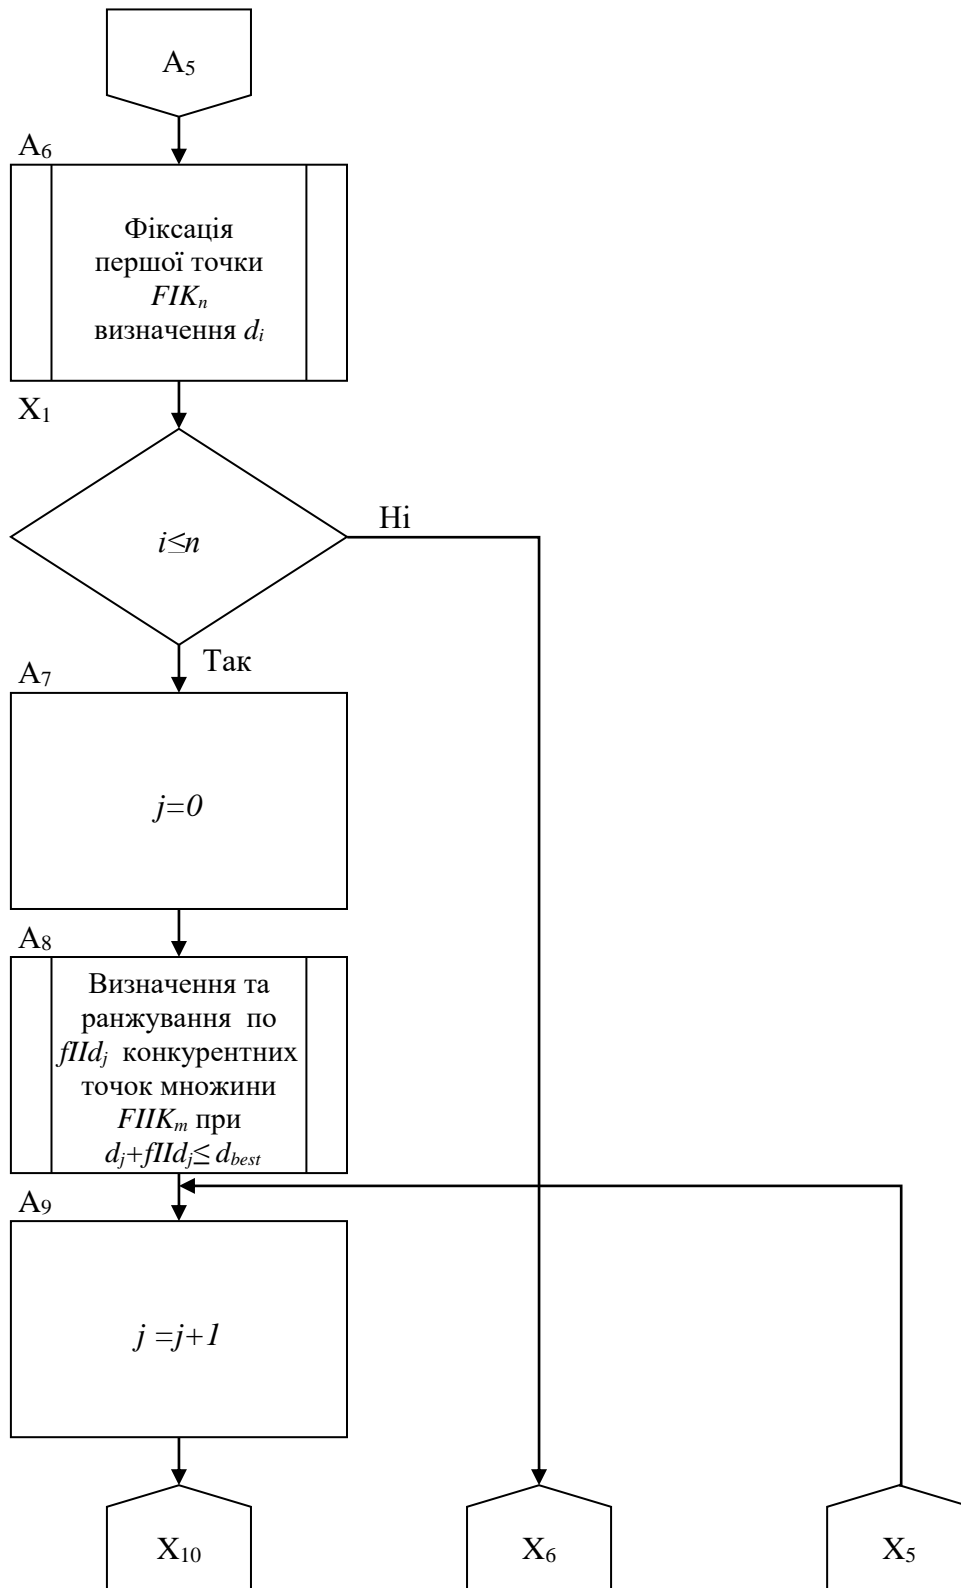 A5
A6
Фіксація
першої точки
FIKn
визначення di
X1
i≤n
Ні
Так
A7
j=0
A8
Визначення та
ранжування по
fIIdj конкурентних
точок множини
FIIKm при
dj+fIIdj≤ dbest
A9
j =j+1
X10 X6 X5